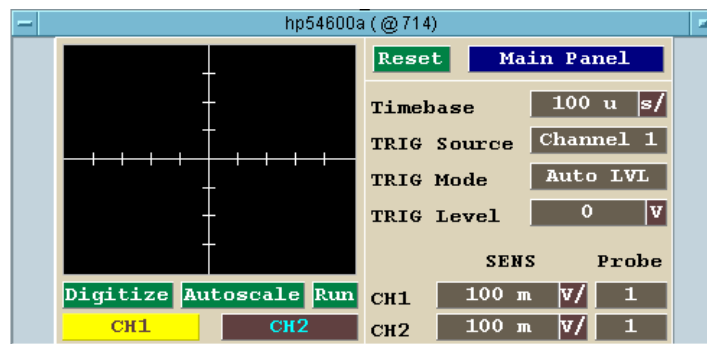 hp54600a ( @ 714)
Reset Main Panel
Timebase 100 u s/
TRIG Source Channel 1
TRIG Mode Auto LVL
TRIG Level 0 V
SENS Probe
Digitize Autoscale Run CH1 100 m V/ 1
CH1 CH2 CH2 100 m V/ 1